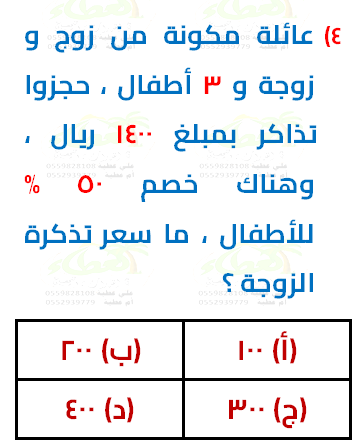 ٤) عائلة مكونة من زوج و
زوجة و ٣ أطفال ، حجزوا
تذاكر بمبلغ ١٤٠٠ ريال ،
وهناك خصم ٥٠ %
للأطفال ، ما سعر تذكرة
الزوجة ؟
(أ) ١٠٠ (ب) ٢٠٠
(ج) ٣٠٠ (د) ٤٠٠